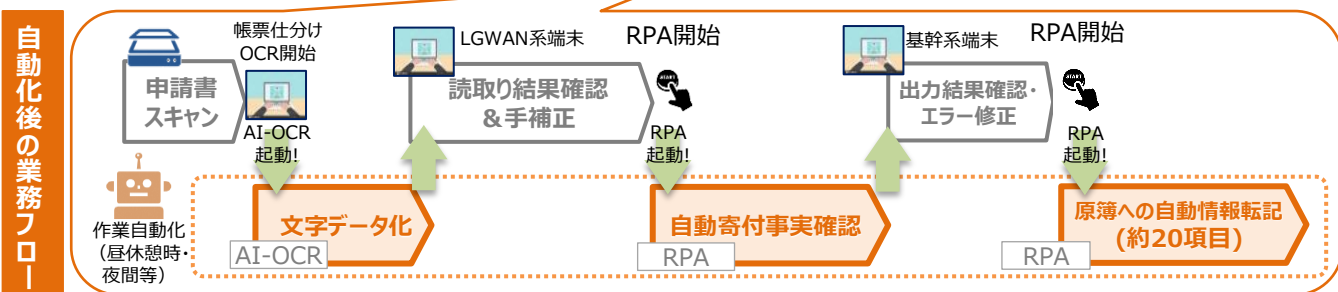 自動化後の業務フロー
帳票仕分け
OCR開始
LGWAN系端末
RPA開始
基幹系端末
RPA開始
申請書
スキャン
AI-OCR
起動!
読取り結果確認
&手補正
START
RPA
起動!
出力結果確認・
エラー修正
START
RPA
起動!
作業自動化
(昼休憩時・
夜間等)
文字データ化
AI-OCR
自動寄付事実確認
RPA
原簿への自動情報転記
(約20項目)
RPA